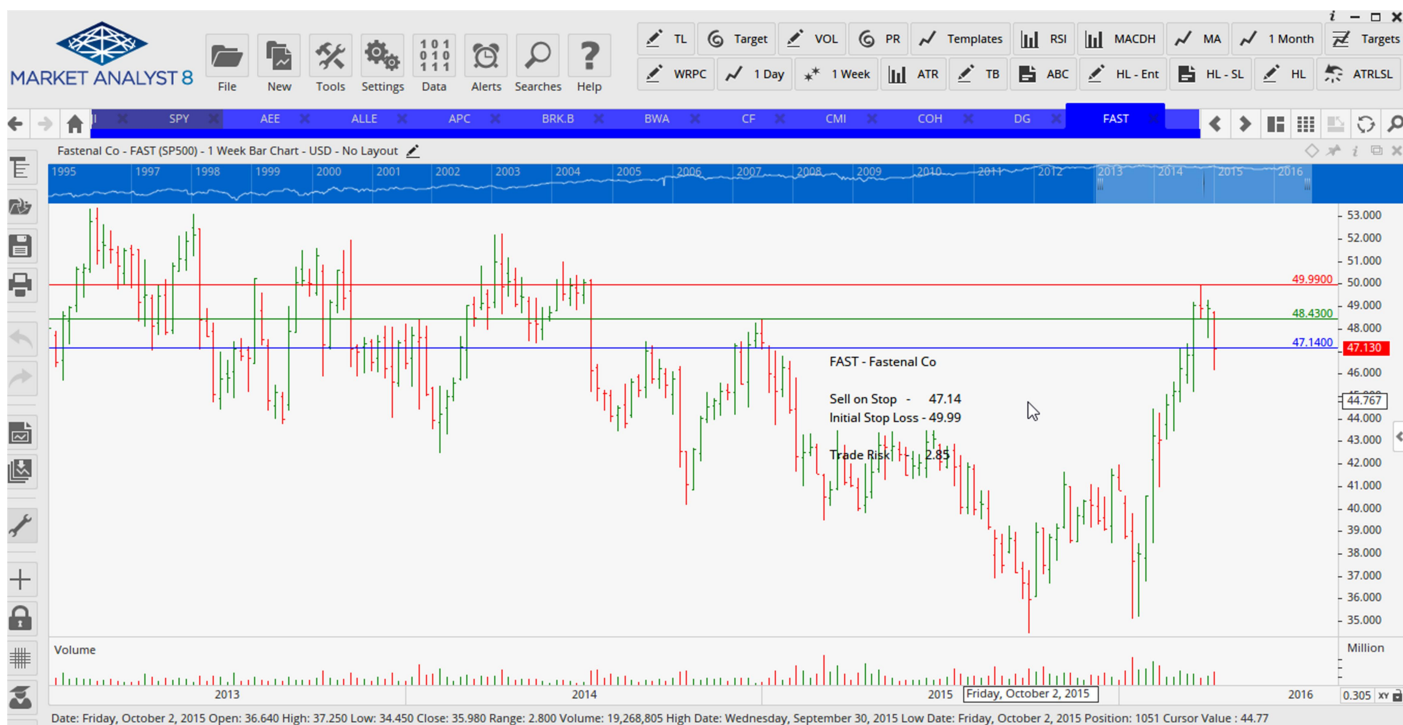 TL Target VOL PR Templates RSI MACDH MA 1 Month Targets
MARKET ANALYST 8
File New Tools Settings Data Alerts Searches Help
101
010
111
WRPC 1 Day 1 Week ATR TB ABC HL - Ent HL - SL HL ATRLSL
SPY AEE ALLE APC BRK.B BWA CF CMI COH DG FAST
Fastenal Co - FAST (SP500) - 1 Week Bar Chart - USD - No Layout
1995 1997 1998 1999 2000 2001 2002 2003 2004 2005 2006 2007 2008 2009 2010 2011 2012 2013 2014 2015 2016
53.000
52.000
51.000
49.9900 50.000
49.000
48.4300
48.000
47.1400 47.130
FAST - Fastenal Co
46.000
Sell on Stop - 47.14
44.767
Initial Stop Loss - 49.99
44.000
43.000
Trade Risk - 2.85
42.000
41.000
40.000
39.000
38.000
37.000
36.000
35.000
Volume Million
2013 2014 2015 Friday, October 2, 2015 2016 0.305 XY
Date: Friday, October 2, 2015 Open: 36.640 High: 37.250 Low: 34.450 Close: 35.980 Range: 2.800 Volume: 19,268,805 High Date: Wednesday, September 30, 2015 Low Date: Friday, October 2, 2015 Position: 1051 Cursor Value : 44.77